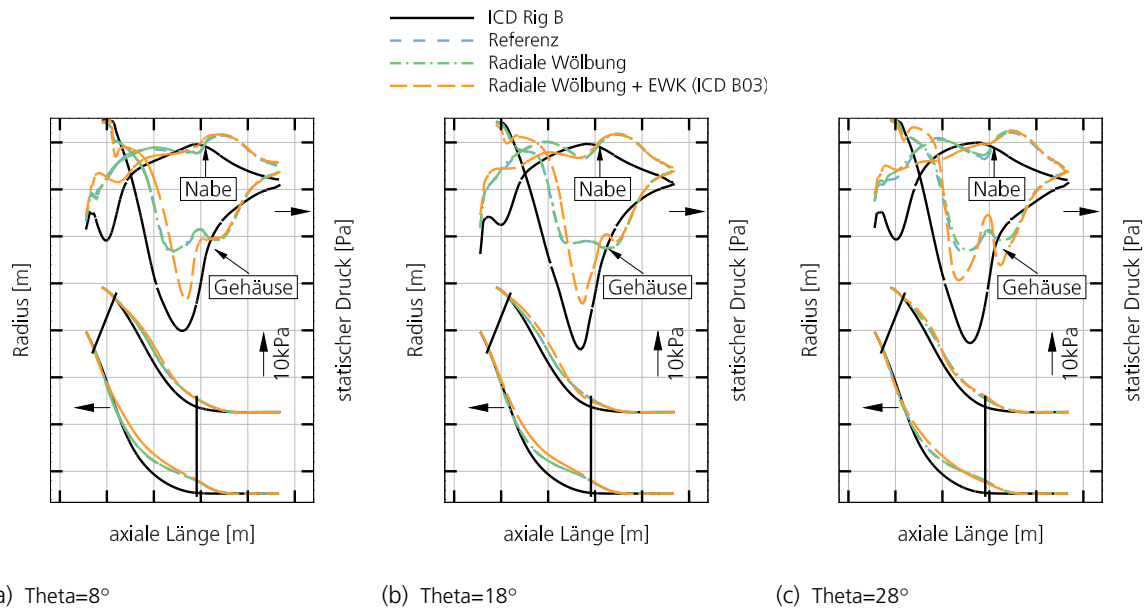 ICD Rig B
Referenz
Radiale Wölbung
Radiale Wölbung + EWK (ICD B03)
Radius [m]
Nabe
Gehäuse
10kPa
statischer Druck [Pa]
axiale Länge [m]
Radius [m]
Nabe
Gehäuse
10kPa
statischer Druck [Pa]
axiale Länge [m]
Radius [m]
Nabe
Gehäuse
10kPa
statischer Druck [Pa]
axiale Länge [m]
) Theta=8°
(b) Theta=18°
(c) Theta=28°